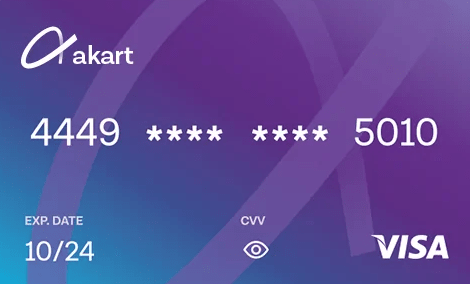 akart
4449 **** **** 5010
EXP. DATE CVV
10/24
VISA